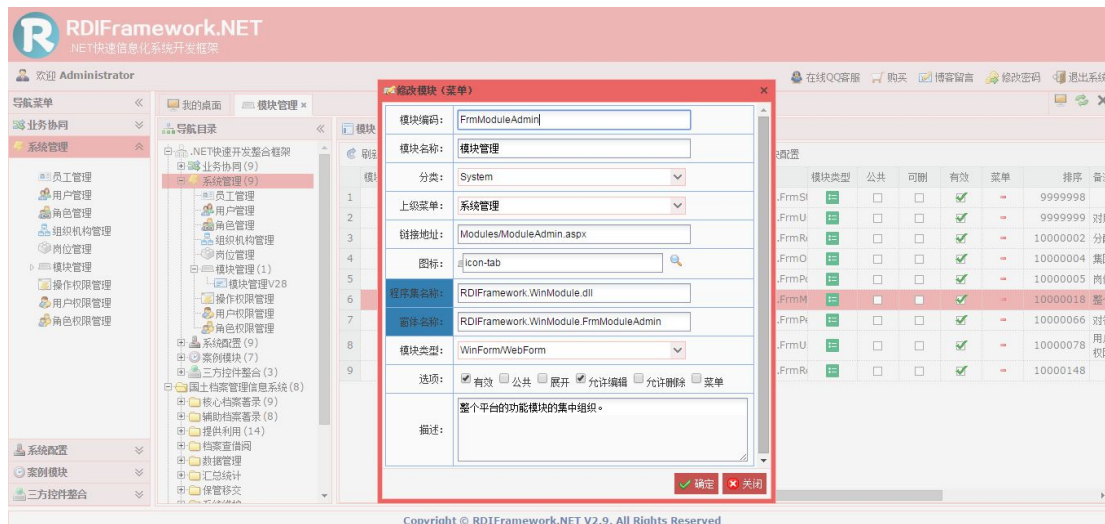 RDIFramework.NET
.NET快速信息化系统开发框架
欢迎 Administrator
在线QQ客服 购买 博客留言 修改密码 退出系统
导航菜单
业务协同
系统管理
员工管理
用户管理
角色管理
组织机构管理
岗位管理
模块管理
操作权限管理
用户权限管理
角色权限管理
系统配置
案例模块
三方控件整合
我的桌面 模块管理
导航目录
.NET快速开发整合框架
业务协同(9)
系统管理(9)
员工管理
用户管理
角色管理
组织机构管理
岗位管理
模块管理(1)
模块管理V28
操作权限管理
用户权限管理
角色权限管理
系统配置(9)
案例模块(7)
三方控件整合(3)
国土档案管理信息系统(8)
核心档案著录(9)
辅助档案著录(8)
提供利用(14)
档案查借阅
数据管理
汇总统计
保管移交
模块
修改模块(菜单)
模块编码: FrmModuleAdmin
模块名称: 模块管理
分类: System
上级菜单: 系统管理
链接地址: Modules/ModuleAdmin.aspx
图标: icon-tab
程序集名称: RDIFramework.WinModule.dll
窗体名称: RDIFramework.WinModule.FrmModuleAdmin
模块类型: WinForm/WebForm
选项: 有效 公共 展开 允许编辑 允许删除 菜单
描述: 整个平台的功能模块的集中组织。
确定 关闭
模块类型 公共 可删 有效 菜单 排序
1 .FrmSt 9999998
2 .FrmU 9999999
3 .FrmR 10000002
4 .FrmO 10000004
5 .FrmP 10000005
6 .FrmM 10000018
7 .FrmP 10000066
8 .FrmU 10000078
9 .FrmR 10000148
Copyright © RDIFramework.NET V2.9. All Rights Reserved